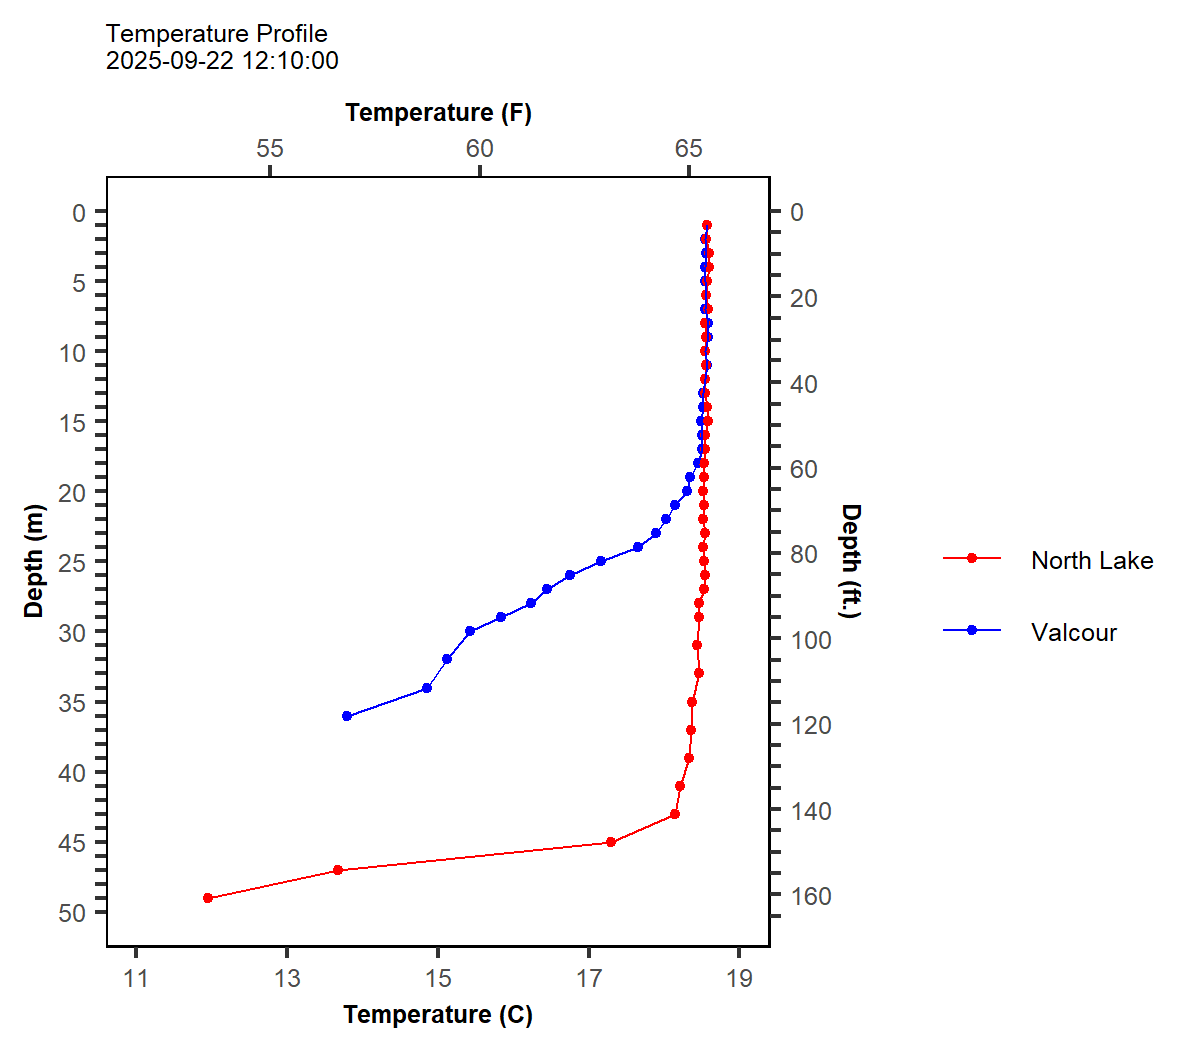 Temperature Profile
2025-09-22 12:10:00
Temperature (F)
55 60 65
0
5
10
15
20
25
30
35
40
45
50
Depth (m)
0
20
40
60
80
100
120
140
160
Depth (ft.)
North Lake
Valcour
11 13 15 17 19
Temperature (C)